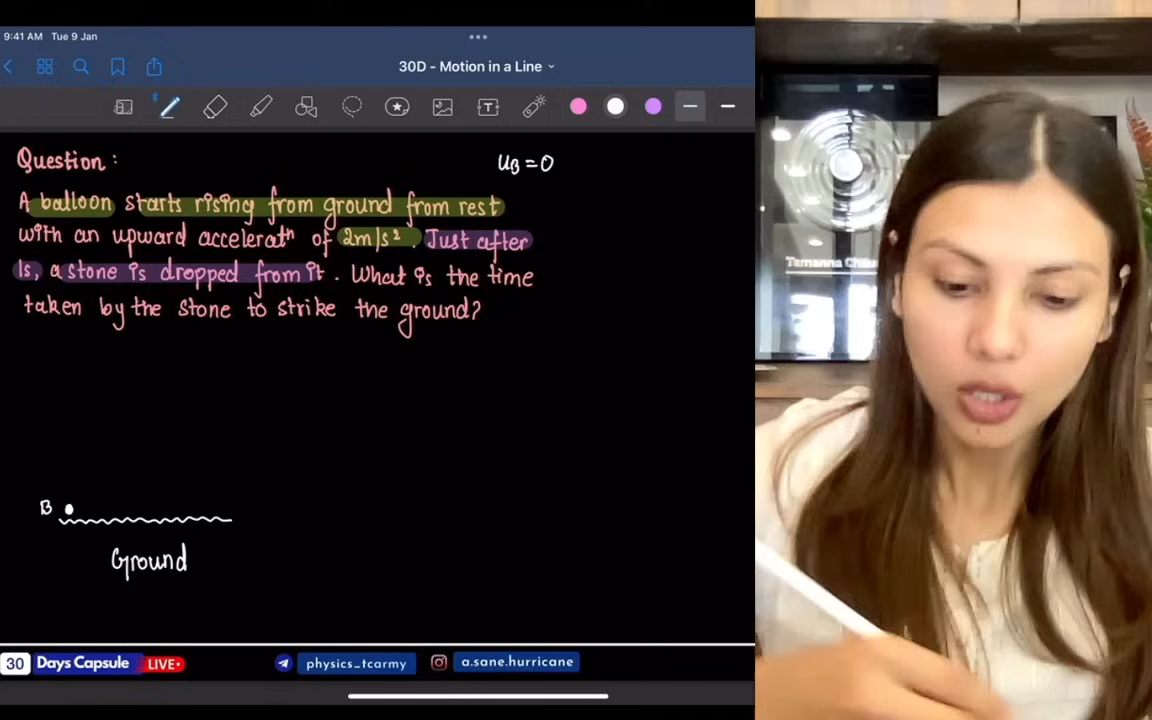 9:41 AM Tue 9 Jan
30D - Motion in a Line
T
Question:
U_B = 0
A balloon starts rising from ground from rest
with an upward acceleratⁿ of 2m/s². Just after
1s, a stone is dropped from it. What is the time
taken by the stone to strike the ground?
B
Ground
30 Days Capsule LIVE
physics_tcarmy
a.sane.hurricane